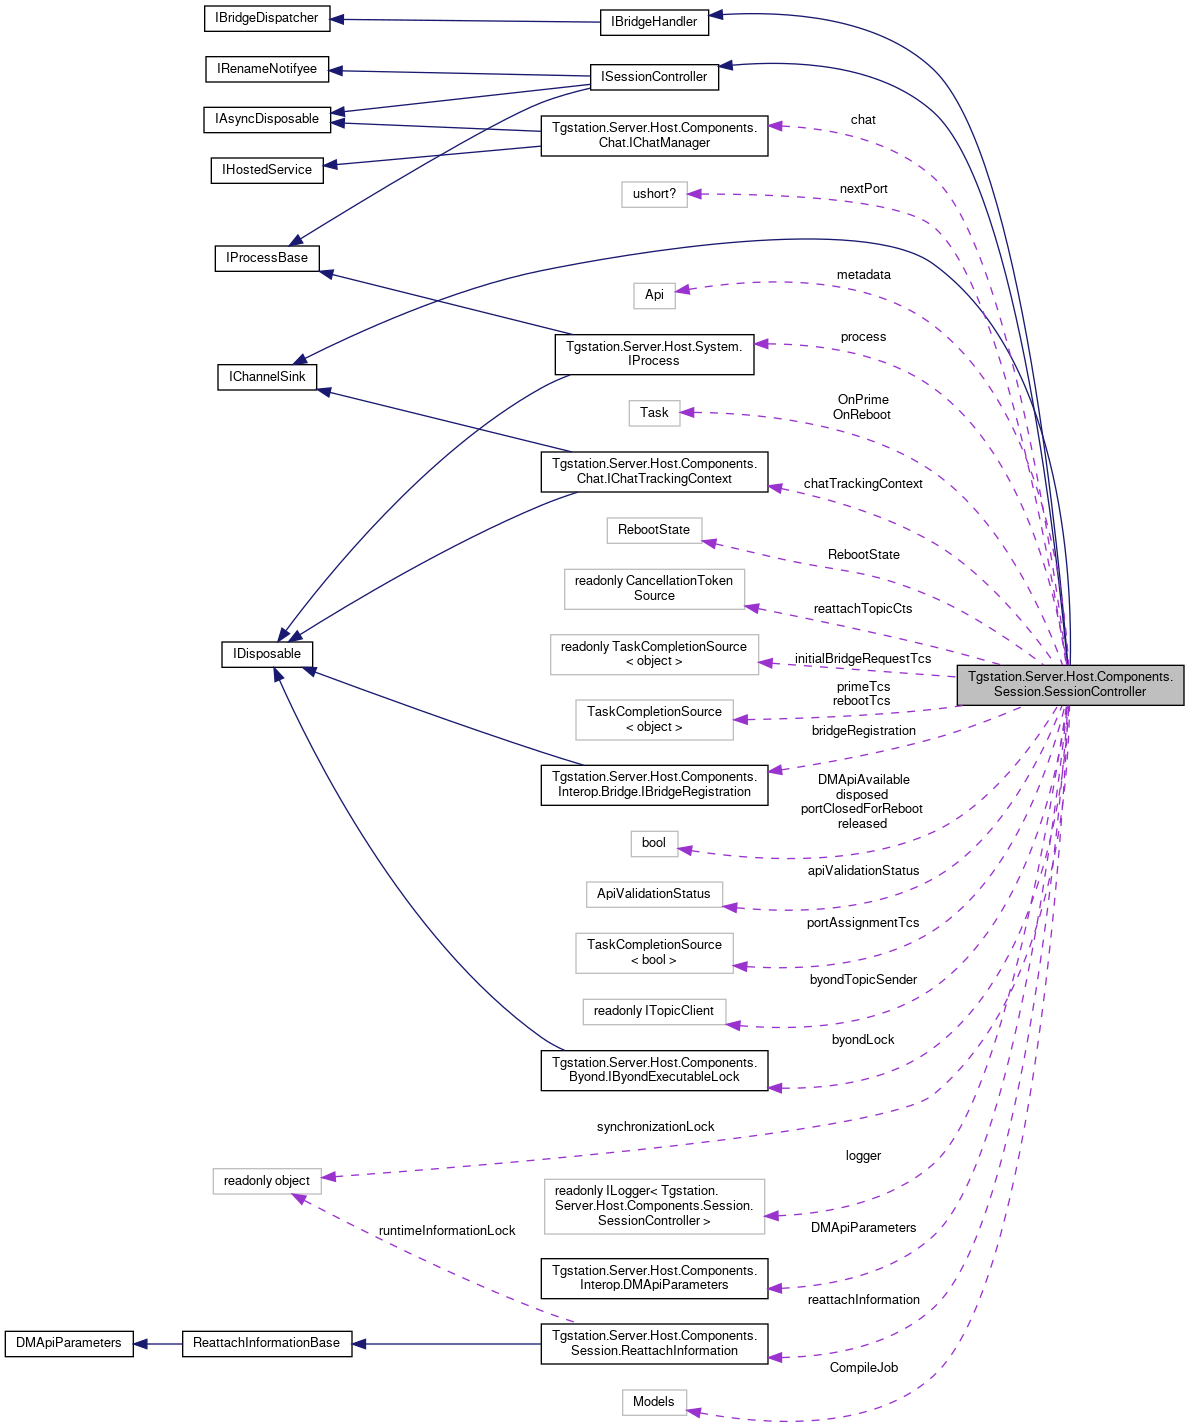 IBridgeDispatcher
IBridgeHandler
IRenameNotifyee
ISessionController
IAsyncDisposable
Tgstation.Server.Host.Components.
Chat.IChatManager
chat
IHostedService
ushort?
nextPort
IProcessBase
Api
metadata
Tgstation.Server.Host.System.
IProcess
process
IChannelSink
Task
OnPrime
OnReboot
Tgstation.Server.Host.Components.
Chat.IChatTrackingContext
chatTrackingContext
RebootState
RebootState
readonly CancellationToken
Source
reattachTopicCts
IDisposable
readonly TaskCompletionSource
< object >
initialBridgeRequestTcs
Tgstation.Server.Host.Components.
Session.SessionController
TaskCompletionSource
< object >
primeTcs
rebootTcs
bridgeRegistration
Tgstation.Server.Host.Components.
Interop.Bridge.IBridgeRegistration
DMApiAvailable
disposed
portClosedForReboot
released
bool
ApiValidationStatus
apiValidationStatus
TaskCompletionSource
< bool >
portAssignmentTcs
readonly ITopicClient
byondTopicSender
Tgstation.Server.Host.Components.
Byond.IByondExecutableLock
byondLock
synchronizationLock
readonly object
logger
readonly ILogger< Tgstation.
Server.Host.Components.Session.
SessionController >
runtimeInformationLock
DMApiParameters
Tgstation.Server.Host.Components.
Interop.DMApiParameters
reattachInformation
DMApiParameters
ReattachInformationBase
Tgstation.Server.Host.Components.
Session.ReattachInformation
CompileJob
Models